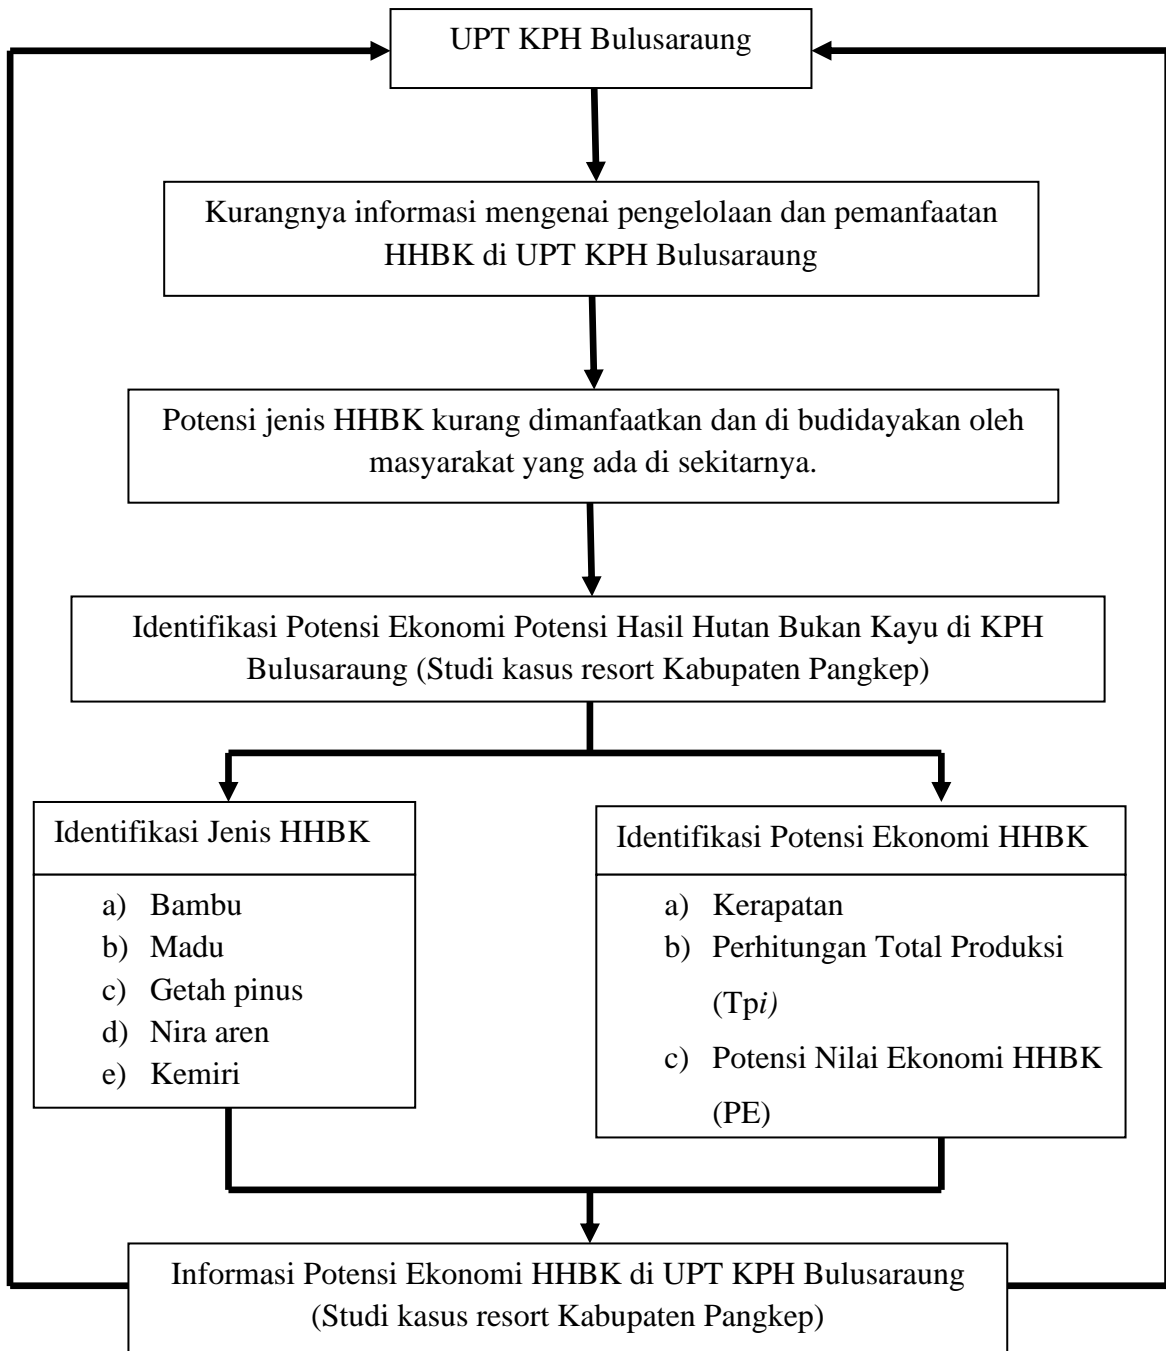 UPT KPH Bulusaraung
Kurangnya informasi mengenai pengelolaan dan pemanfaatan
HHBK di UPT KPH Bulusaraung
Potensi jenis HHBK kurang dimanfaatkan dan di budidayakan oleh
masyarakat yang ada di sekitarnya.
Identifikasi Potensi Ekonomi Potensi Hasil Hutan Bukan Kayu di KPH
Bulusaraung (Studi kasus resort Kabupaten Pangkep)
Identifikasi Jenis HHBK
a) Bambu
b) Madu
c) Getah pinus
d) Nira aren
e) Kemiri
Identifikasi Potensi Ekonomi HHBK
a) Kerapatan
b) Perhitungan Total Produksi
(Tpi)
c) Potensi Nilai Ekonomi HHBK
(PE)
Informasi Potensi Ekonomi HHBK di UPT KPH Bulusaraung
(Studi kasus resort Kabupaten Pangkep)